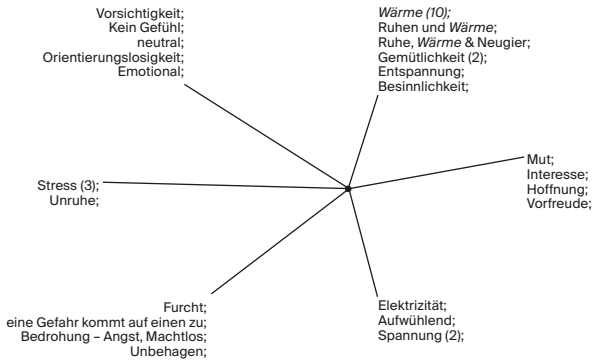 Vorsichtigkeit;
Kein Gefühl;
neutral;
Orientierungslosigkeit;
Emotional;
Wärme (10);
Ruhen und Wärme;
Ruhe, Wärme & Neugier;
Gemütlichkeit (2);
Entspannung;
Besinnlichkeit;
Mut;
Interesse;
Hoffnung;
Vorfreude;
Stress (3);
Unruhe;
Furcht;
eine Gefahr kommt auf einen zu;
Bedrohung – Angst, Machtlos;
Unbehagen;
Elektrizität;
Aufwühlend;
Spannung (2);